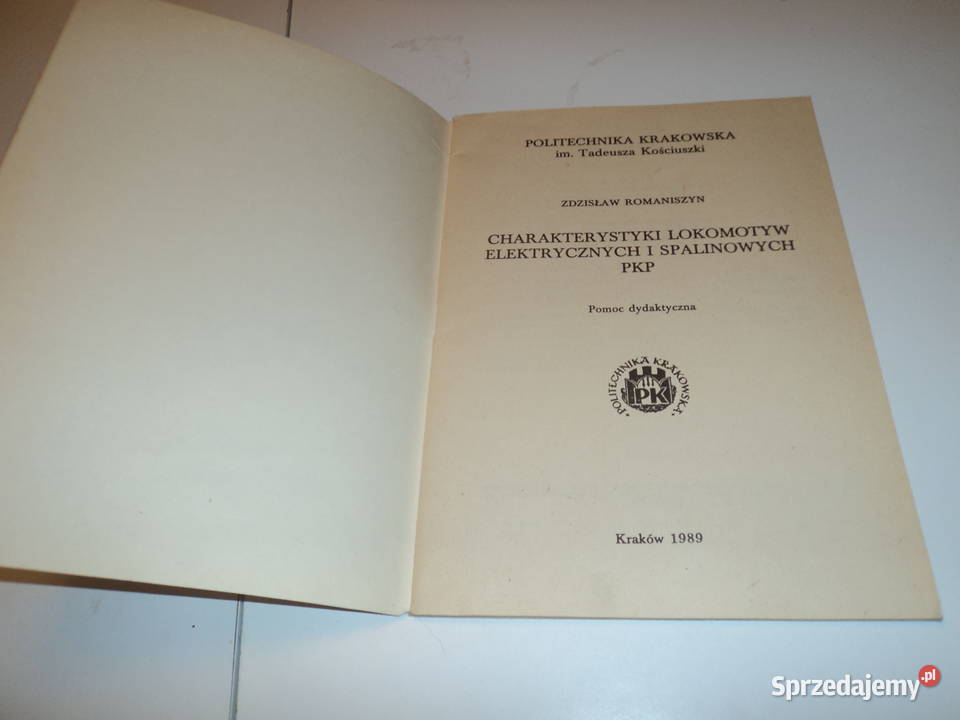 POLITECHNIKA KRAKOWSKA
im. Tadeusza Kościuszki
ZDZISŁAW ROMANISZYN
CHARAKTERYSTYKI LOKOMOTYW
ELEKTRYCZNYCH I SPALINOWYCH
PKP
Pomoc dydaktyczna
POLITECHNIKA KRAKOWSKA
PK
Kraków 1989
Sprzedajemy.pl